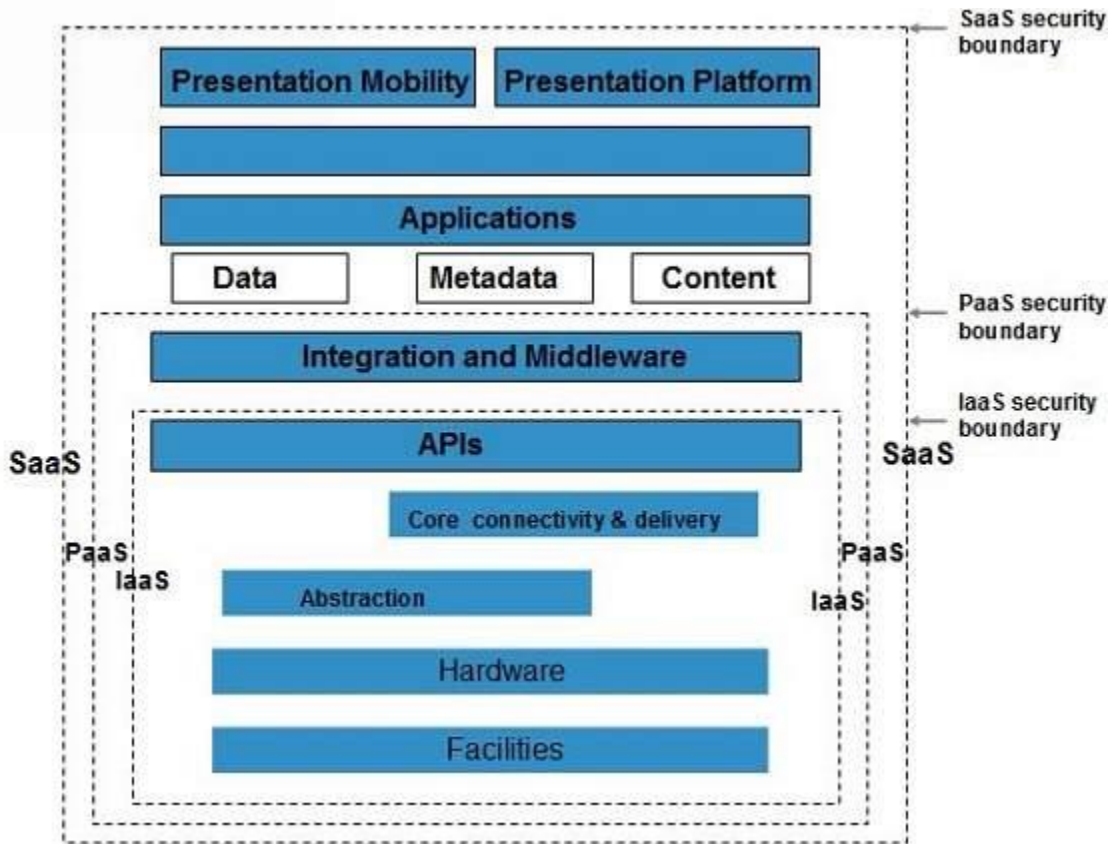 SaaS security
boundary
Presentation Mobility
Presentation Platform
Applications
Data
Metadata
Content
PaaS security
boundary
Integration and Middleware
IaaS security
boundary
APIs
SaaS
SaaS
Core connectivity & delivery
PaaS
PaaS
IaaS
Abstraction
IaaS
Hardware
Facilities